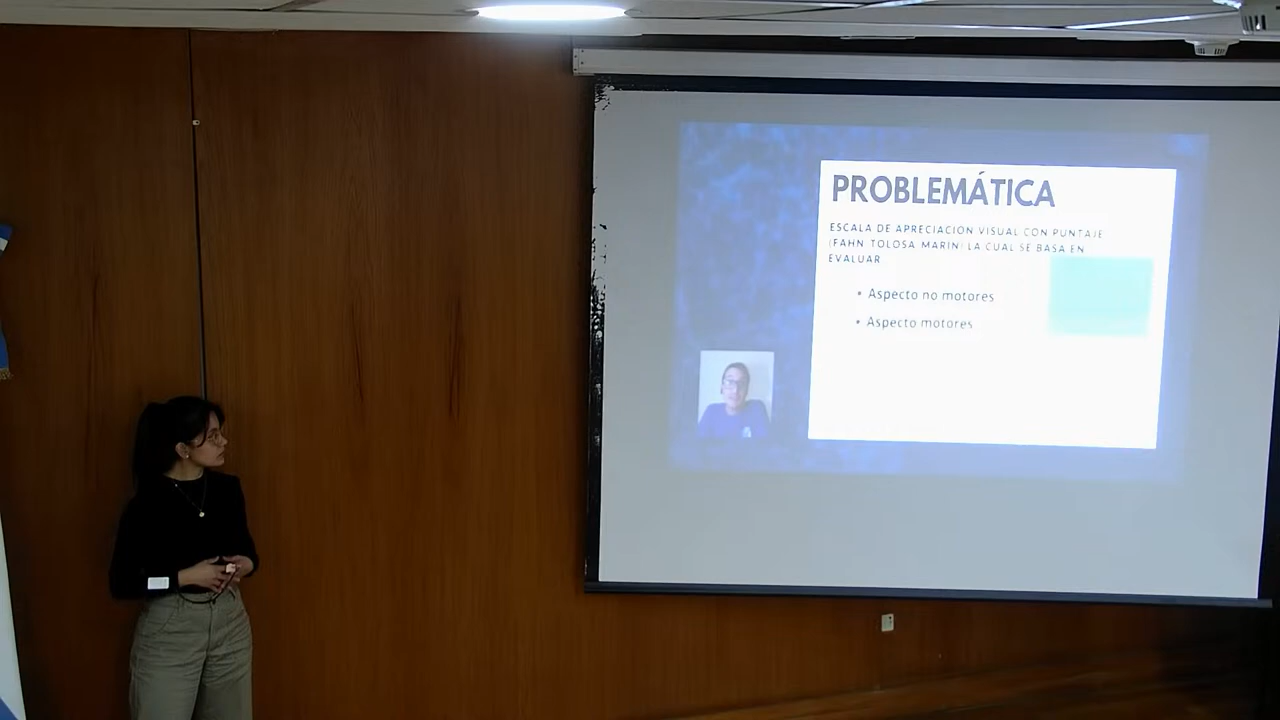 PROBLEMÁTICA
ESCALA DE APRECIACIÓN VISUAL CON PUNTAJE
(FAHN TOLOSA MARIN) LA CUAL SE BASA EN
EVALUAR
• Aspecto no motores
• Aspecto motores